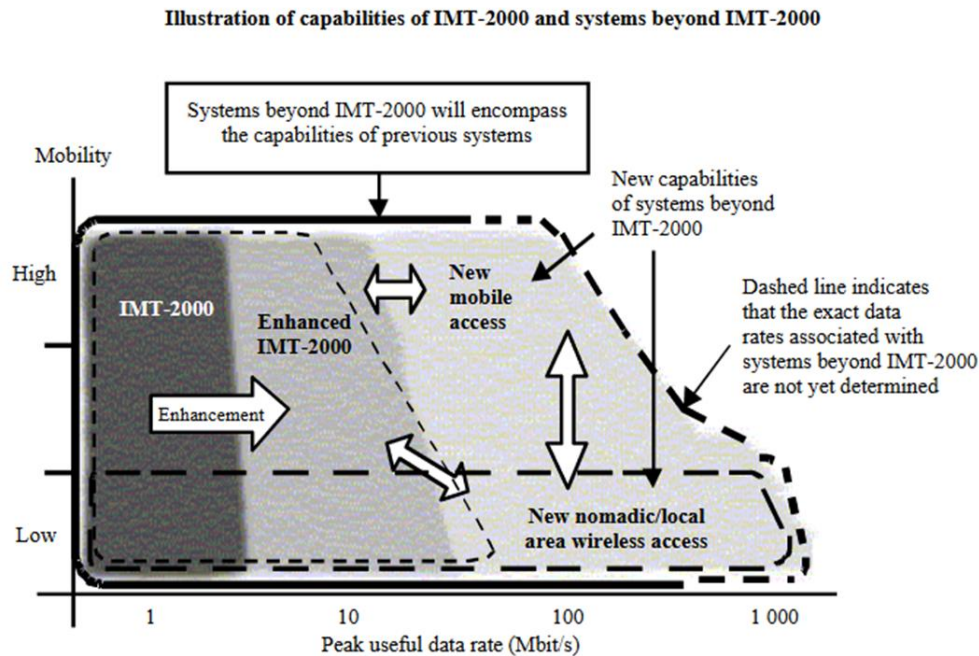 Illustration of capabilities of IMT-2000 and systems beyond IMT-2000
Systems beyond IMT-2000 will encompass
the capabilities of previous systems
Mobility
New capabilities
of systems beyond
IMT-2000
High
IMT-2000
Enhanced
IMT-2000
New
mobile
access
Dashed line indicates
that the exact data
rates associated with
systems beyond IMT-2000
are not yet determined
Enhancement
Low
New nomadic/local
area wireless access
1 10 100 1 000
Peak useful data rate (Mbit/s)